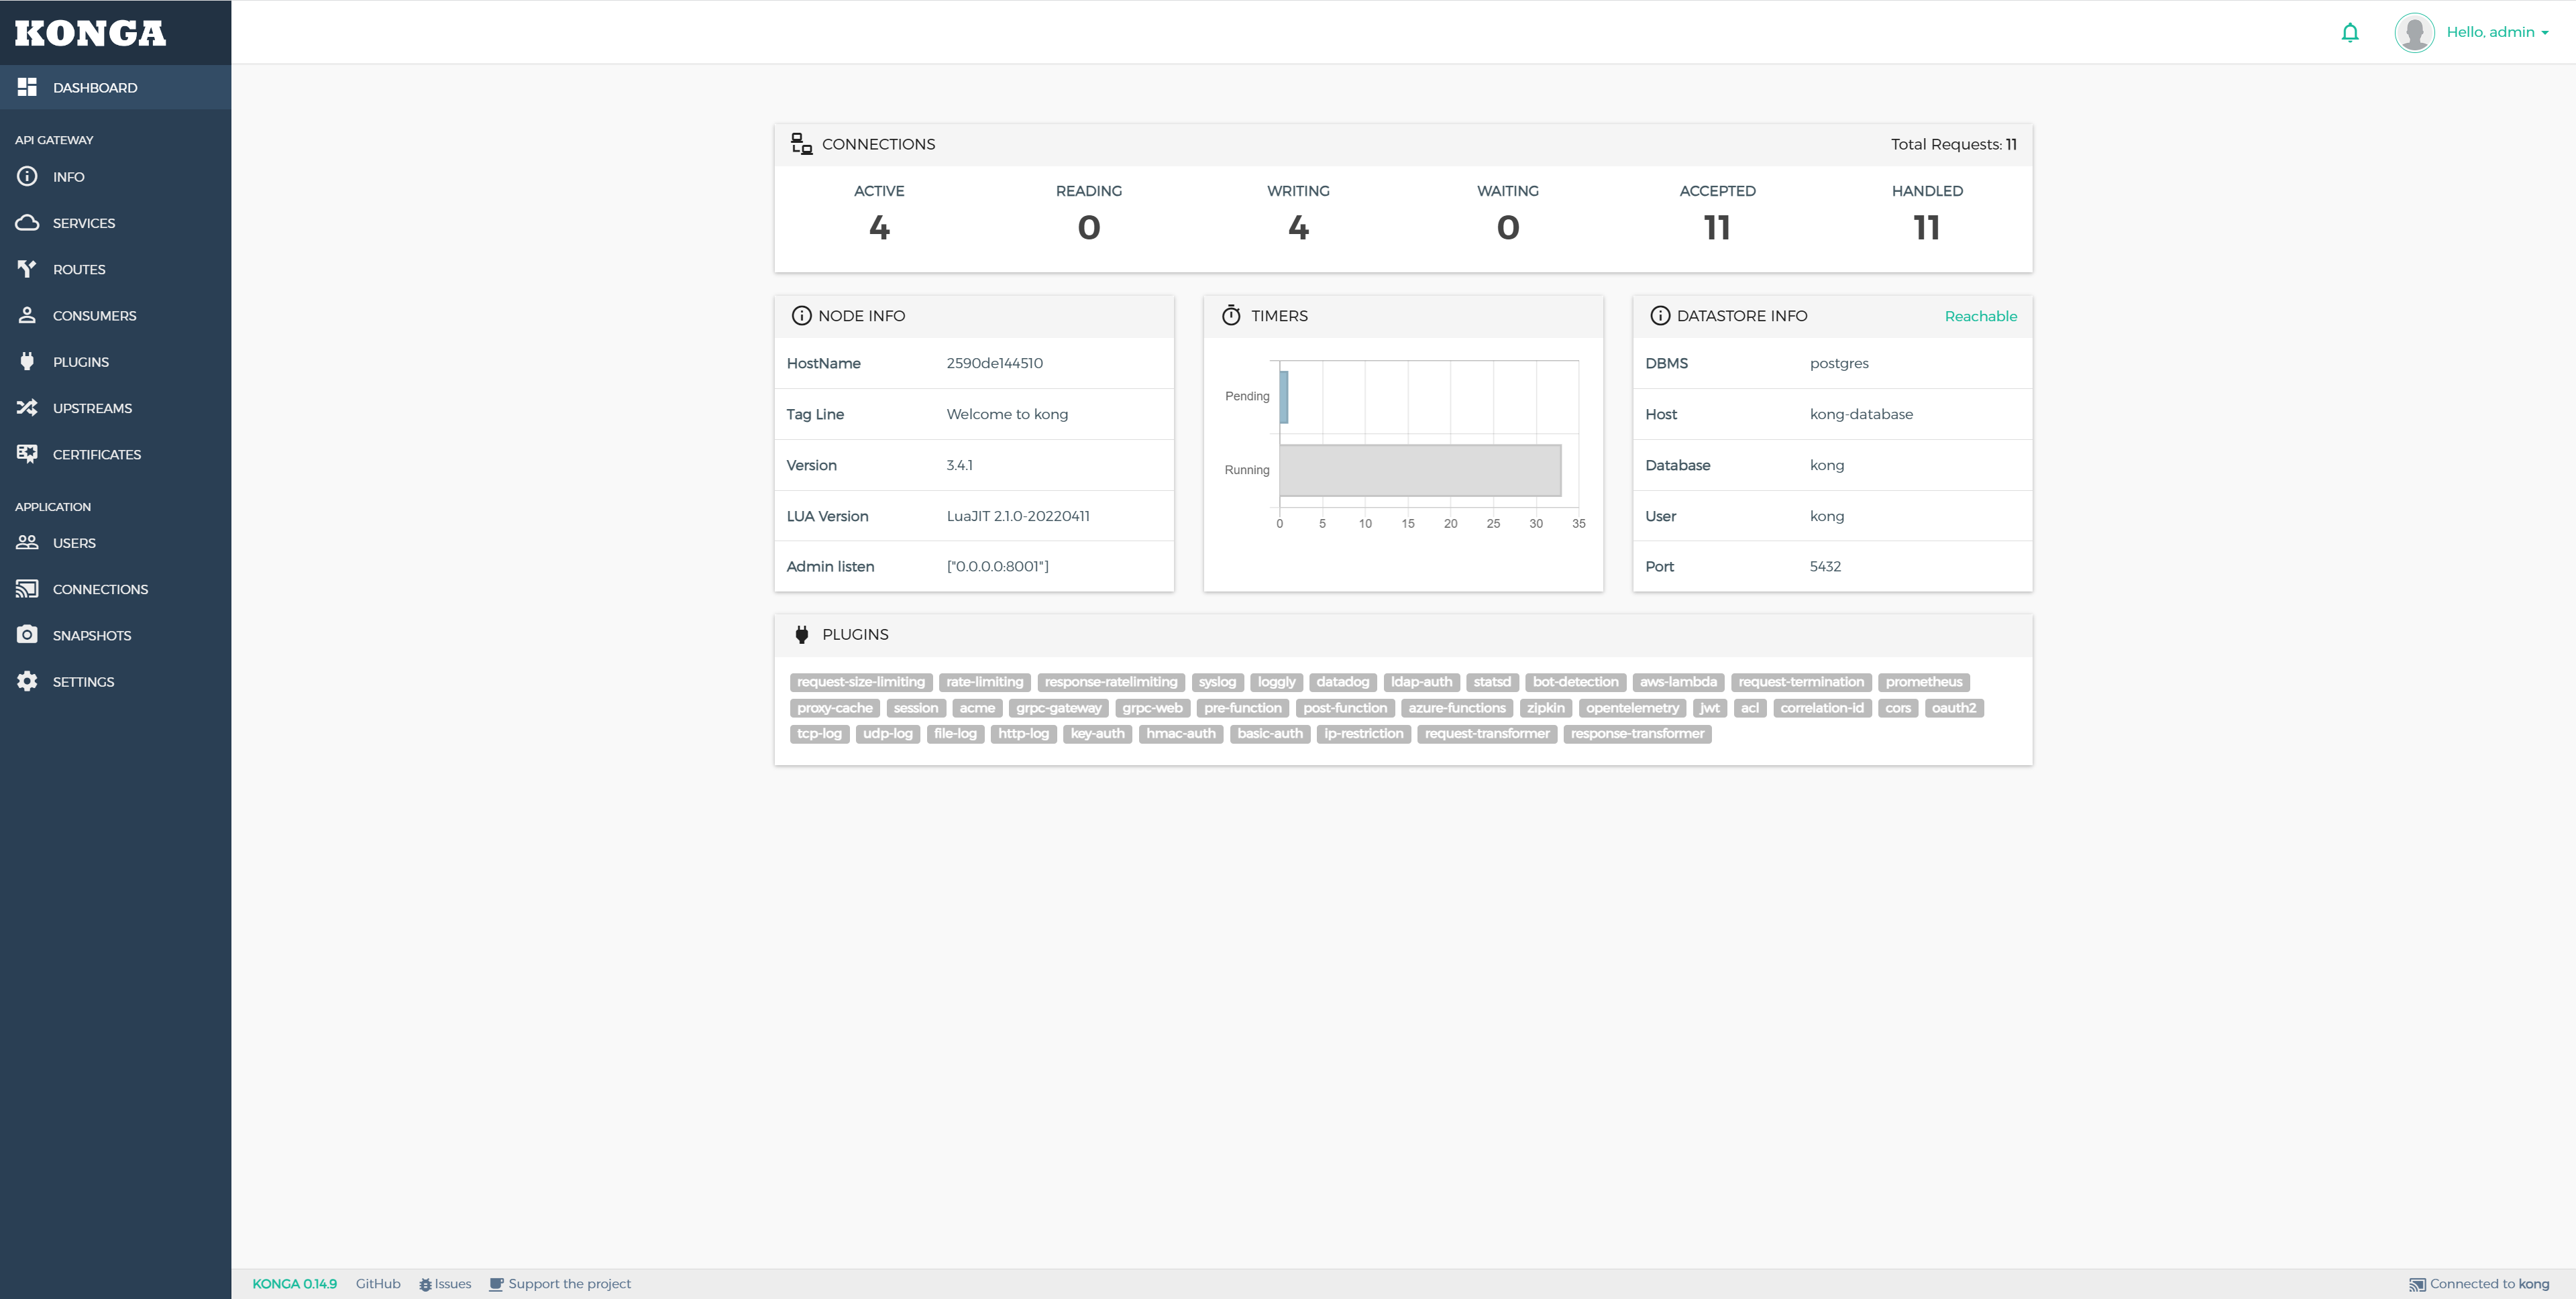 KONGA
Hello, admin
DASHBOARD
API GATEWAY
INFO
SERVICES
ROUTES
CONSUMERS
PLUGINS
UPSTREAMS
CERTIFICATES
APPLICATION
USERS
CONNECTIONS
SNAPSHOTS
SETTINGS
CONNECTIONS Total Requests: 11
ACTIVE READING WRITING WAITING ACCEPTED HANDLED
4 0 4 0 11 11
NODE INFO
HostName 2590de144510
Tag Line Welcome to kong
Version 3.4.1
LUA Version LuaJIT 2.1.0-20220411
Admin listen ["0.0.0.0:8001"]
TIMERS
Pending
Running
0 5 10 15 20 25 30 35
DATASTORE INFO Reachable
DBMS postgres
Host kong-database
Database kong
User kong
Port 5432
PLUGINS
request-size-limiting rate-limiting response-ratelimiting syslog loggly datadog ldap-auth statsd bot-detection aws-lambda request-termination prometheus
proxy-cache session acme grpc-gateway grpc-web pre-function post-function azure-functions zipkin opentelemetry jwt acl correlation-id cors oauth2
tcp-log udp-log file-log http-log key-auth hmac-auth basic-auth ip-restriction request-transformer response-transformer
KONGA 0.14.9 GitHub Issues Support the project Connected to kong